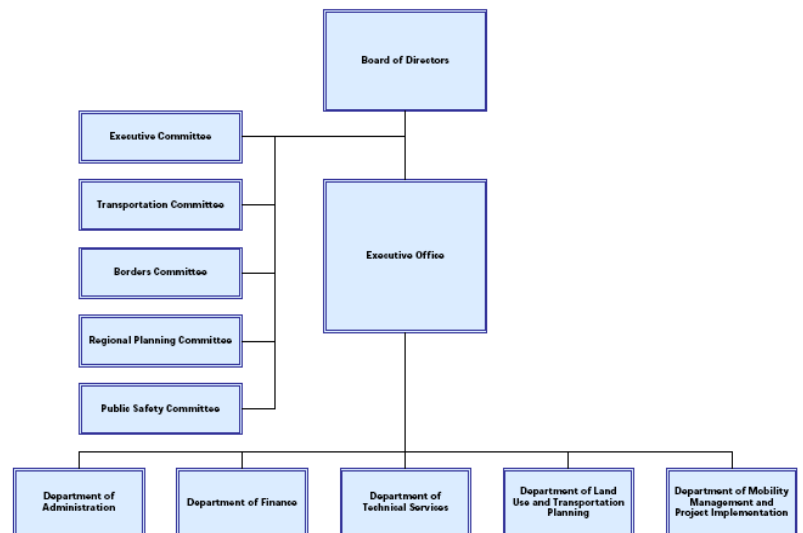 Board of Directors
Executive Committee
Transportation Committee
Executive Office
Borders Committee
Regional Planning Committee
Public Safety Committee
Department of
Administration
Department of Finance
Department of
Technical Services
Department of Land
Use and Transportation
Planning
Department of Mobility
Management and
Project Implementation